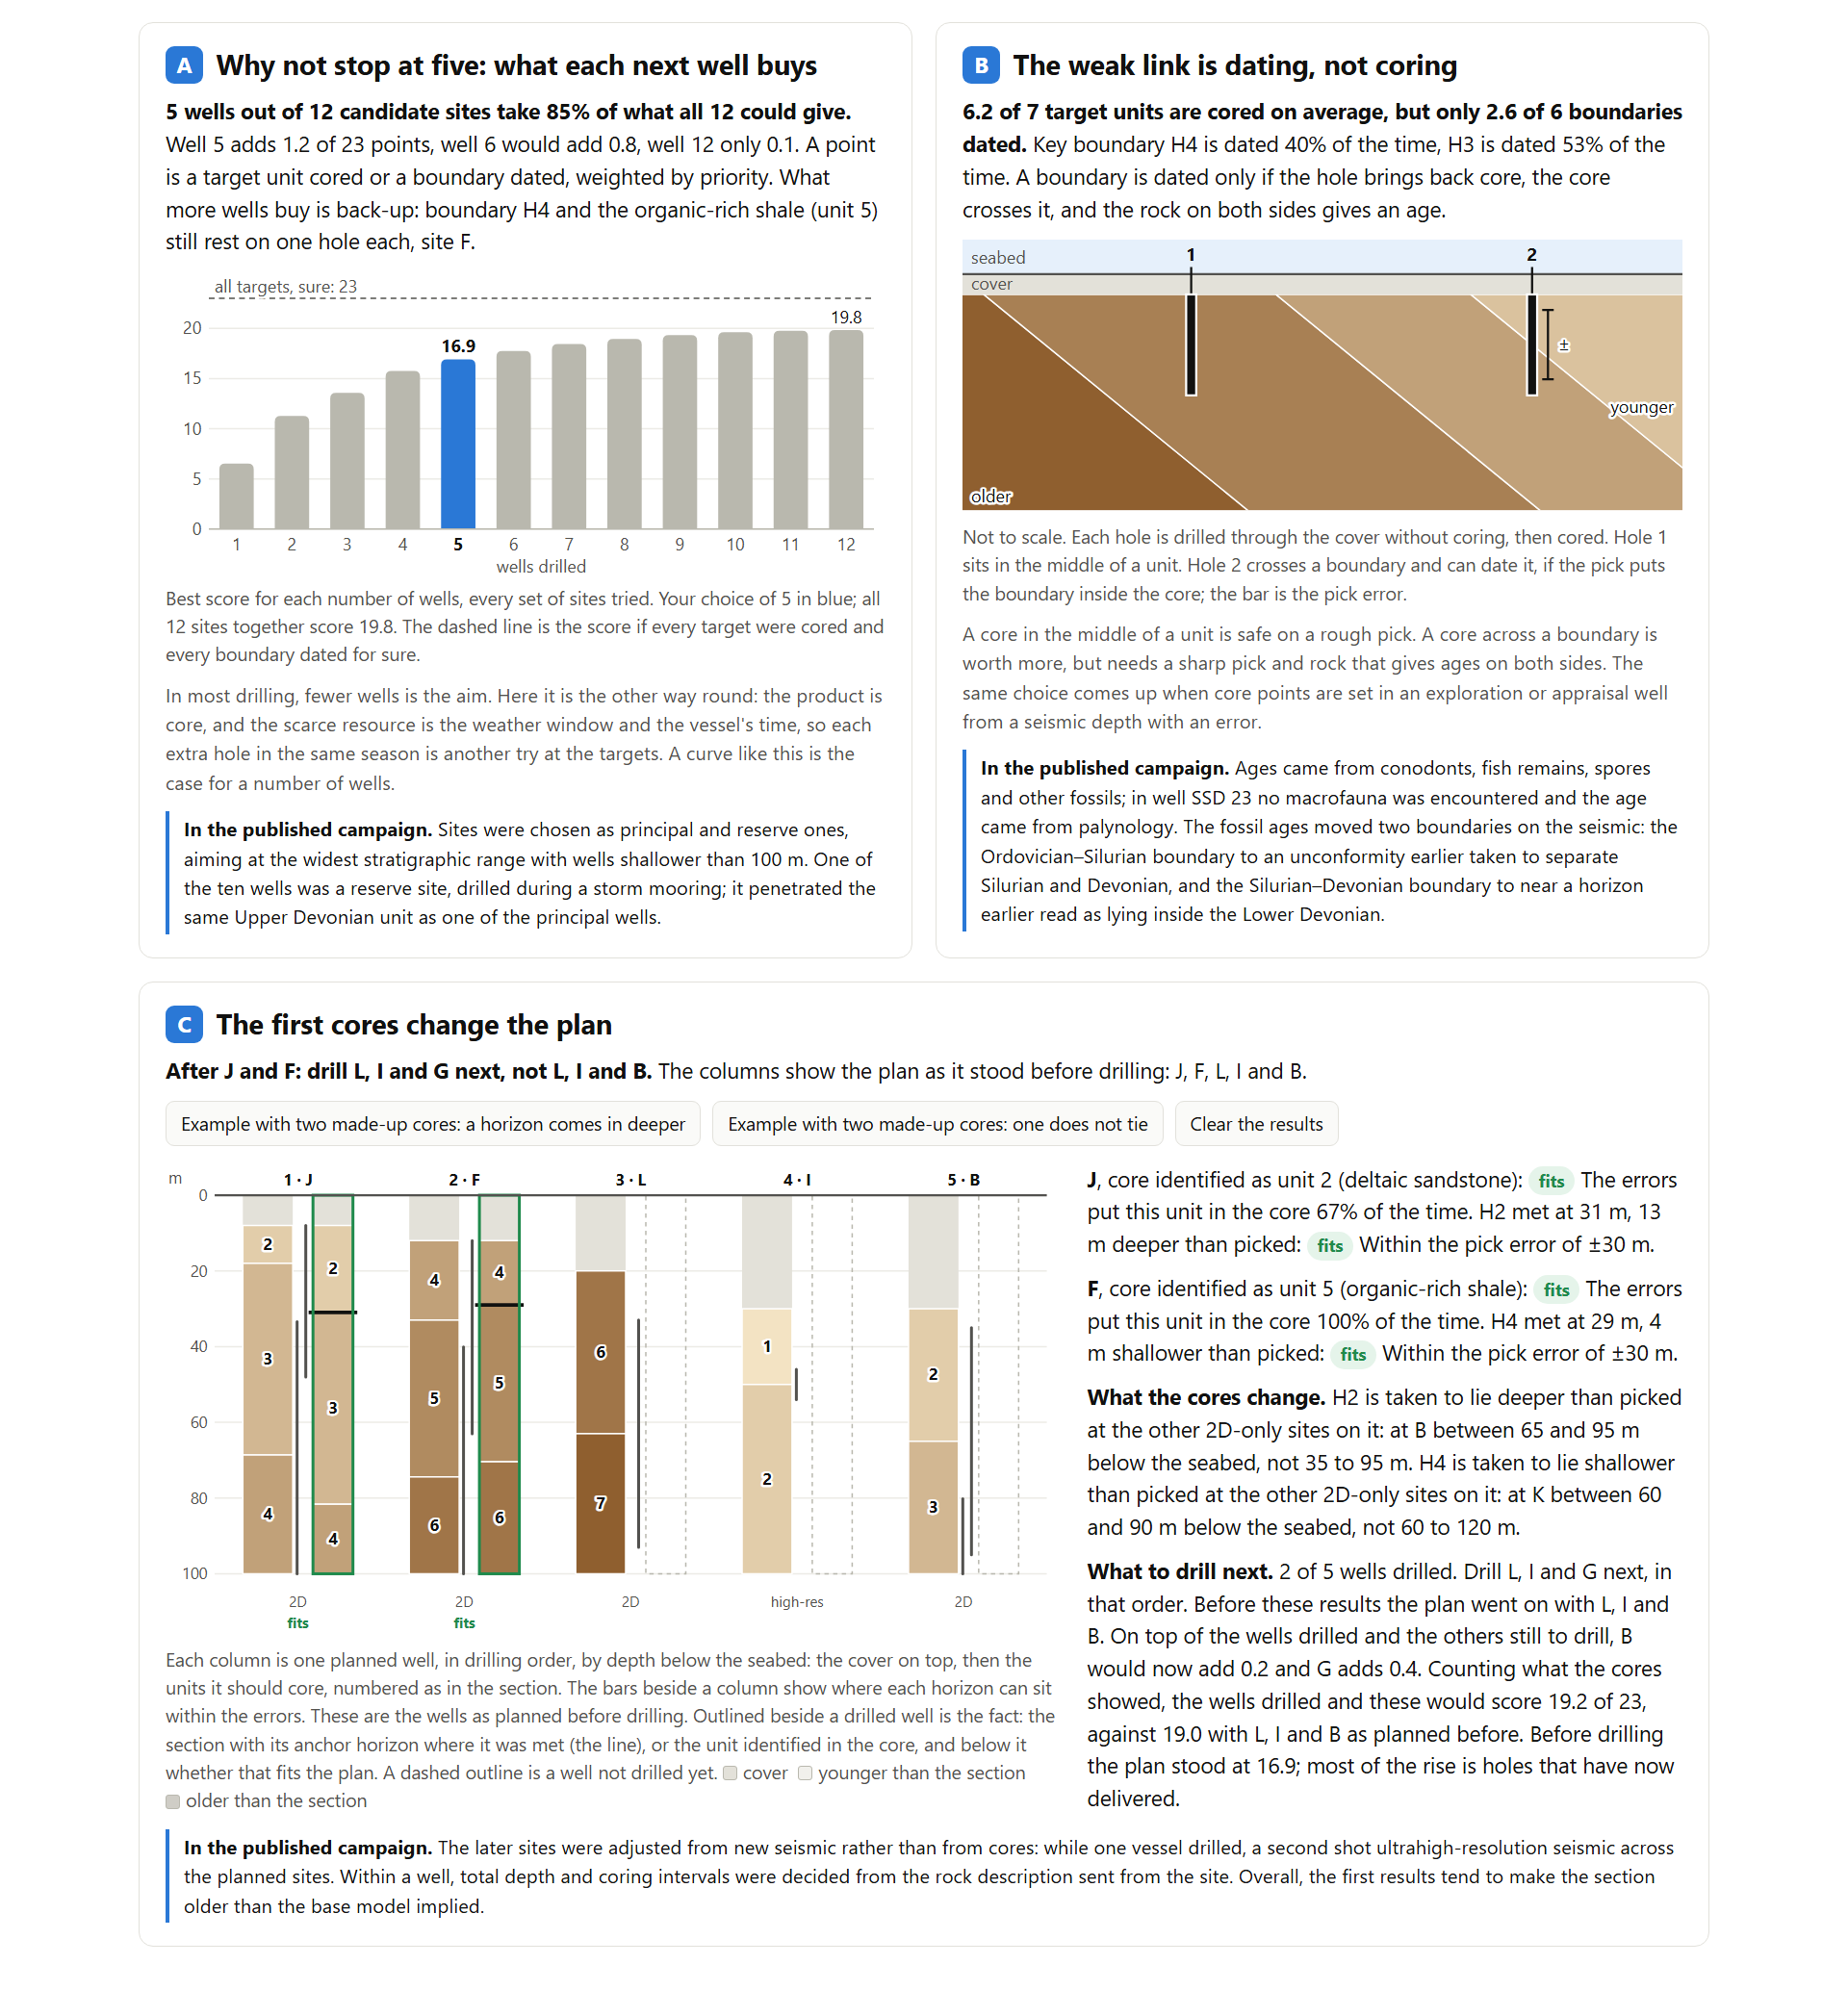 A Why not stop at five: what each next well buys
5 wells out of 12 candidate sites take 85% of what all 12 could give.
Well 5 adds 1.2 of 23 points, well 6 would add 0.8, well 12 only 0.1. A point
is a target unit cored or a boundary dated, weighted by priority. What
more wells buy is back-up: boundary H4 and the organic-rich shale (unit 5)
still rest on one hole each, site F.
all targets, sure: 23
19.8
20
16.9
15
10
5
0
1 2 3 4 5 6 7 8 9 10 11 12
wells drilled
Best score for each number of wells, every set of sites tried. Your choice of 5 in blue; all
12 sites together score 19.8. The dashed line is the score if every target were cored and
every boundary dated for sure.
In most drilling, fewer wells is the aim. Here it is the other way round: the product is
core, and the scarce resource is the weather window and the vessel's time, so each
extra hole in the same season is another try at the targets. A curve like this is the
case for a number of wells.
In the published campaign. Sites were chosen as principal and reserve ones,
aiming at the widest stratigraphic range with wells shallower than 100 m. One of
the ten wells was a reserve site, drilled during a storm mooring; it penetrated the
same Upper Devonian unit as one of the principal wells.
B The weak link is dating, not coring
6.2 of 7 target units are cored on average, but only 2.6 of 6 boundaries
dated. Key boundary H4 is dated 40% of the time, H3 is dated 53% of the
time. A boundary is dated only if the hole brings back core, the core
crosses it, and the rock on both sides gives an age.
seabed
1 2
cover
±
younger
older
Not to scale. Each hole is drilled through the cover without coring, then cored. Hole 1
sits in the middle of a unit. Hole 2 crosses a boundary and can date it, if the pick puts
the boundary inside the core; the bar is the pick error.
A core in the middle of a unit is safe on a rough pick. A core across a boundary is
worth more, but needs a sharp pick and rock that gives ages on both sides. The
same choice comes up when core points are set in an exploration or appraisal well
from a seismic depth with an error.
In the published campaign. Ages came from conodonts, fish remains, spores
and other fossils; in well SSD 23 no macrofauna was encountered and the age
came from palynology. The fossil ages moved two boundaries on the seismic: the
Ordovician–Silurian boundary to an unconformity earlier taken to separate
Silurian and Devonian, and the Silurian–Devonian boundary to near a horizon
earlier read as lying inside the Lower Devonian.
C The first cores change the plan
After J and F: drill L, I and G next, not L, I and B. The columns show the plan as it stood before drilling: J, F, L, I and B.
Example with two made-up cores: a horizon comes in deeper
Example with two made-up cores: one does not tie
Clear the results
m 1 · J 2 · F 3 · L 4 · I 5 · B
0
20
40
60
80
100
2 3 4
2 3 4
4 5 6
4 5 6
6 7
1 2
2 3
2D 2D 2D high-res 2D
fits fits
Each column is one planned well, in drilling order, by depth below the seabed: the cover on top, then the
units it should core, numbered as in the section. The bars beside a column show where each horizon can sit
within the errors. These are the wells as planned before drilling. Outlined beside a drilled well is the fact: the
section with its anchor horizon where it was met (the line), or the unit identified in the core, and below it
whether that fits the plan. A dashed outline is a well not drilled yet. cover younger than the section
older than the section
J, core identified as unit 2 (deltaic sandstone): fits The errors
put this unit in the core 67% of the time. H2 met at 31 m, 13
m deeper than picked: fits Within the pick error of ±30 m.
F, core identified as unit 5 (organic-rich shale): fits The errors
put this unit in the core 100% of the time. H4 met at 29 m, 4
m shallower than picked: fits Within the pick error of ±30 m.
What the cores change. H2 is taken to lie deeper than picked
at the other 2D-only sites on it: at B between 65 and 95 m
below the seabed, not 35 to 95 m. H4 is taken to lie shallower
than picked at the other 2D-only sites on it: at K between 60
and 90 m below the seabed, not 60 to 120 m.
What to drill next. 2 of 5 wells drilled. Drill L, I and G next, in
that order. Before these results the plan went on with L, I and
B. On top of the wells drilled and the others still to drill, B
would now add 0.2 and G adds 0.4. Counting what the cores
showed, the wells drilled and these would score 19.2 of 23,
against 19.0 with L, I and B as planned before. Before drilling
the plan stood at 16.9; most of the rise is holes that have now
delivered.
In the published campaign. The later sites were adjusted from new seismic rather than from cores: while one vessel drilled, a second shot ultrahigh-resolution seismic across
the planned sites. Within a well, total depth and coring intervals were decided from the rock description sent from the site. Overall, the first results tend to make the section
older than the base model implied.